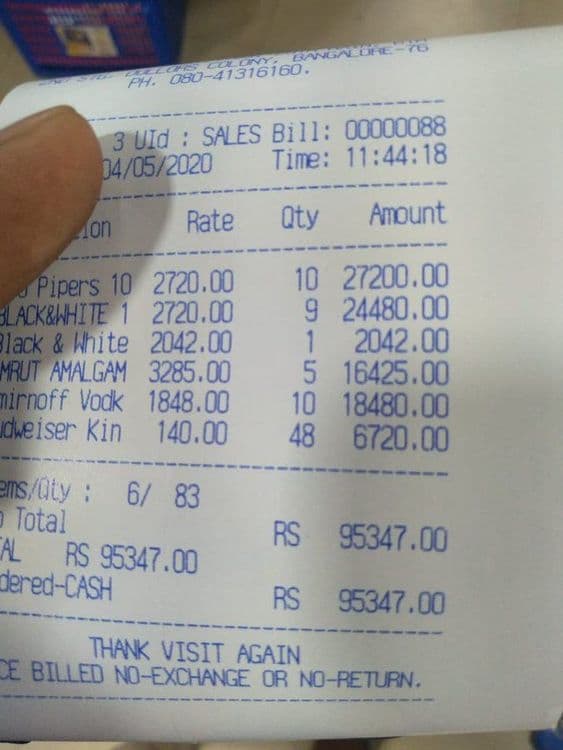 DOLLORS COLONY, BANGALORE-76
PH. 080-41316160.
3 UId : SALES Bill: 00000088
04/05/2020 Time: 11:44:18
ion Rate Qty Amount
Pipers 10 2720.00 10 27200.00
BLACK&WHITE 1 2720.00 9 24480.00
Black & White 2042.00 1 2042.00
MRUT AMALGAM 3285.00 5 16425.00
mirnoff Vodk 1848.00 10 18480.00
udweiser Kin 140.00 48 6720.00
ems/Qty : 6/ 83
b Total RS 95347.00
TAL RS 95347.00
dered-CASH RS 95347.00
THANK VISIT AGAIN
CE BILLED NO-EXCHANGE OR NO-RETURN.